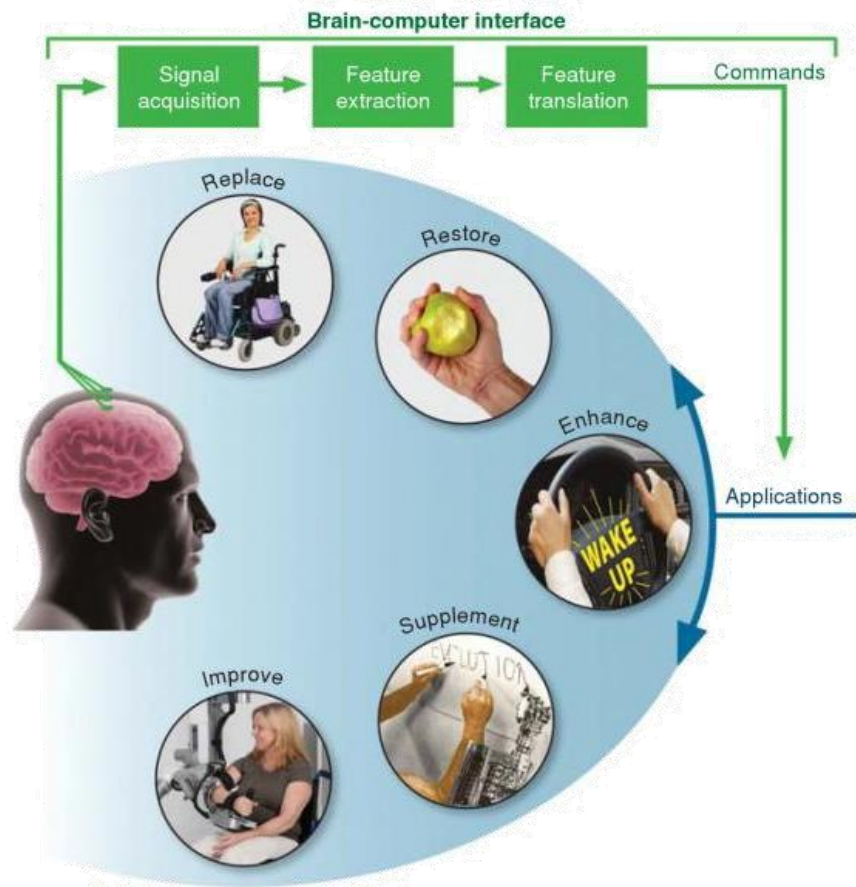 Brain-computer interface
Signal
acquisition
Feature
extraction
Feature
translation
Commands
Replace
Restore
Enhance
WAKE
UP
Applications
Supplement
Improve